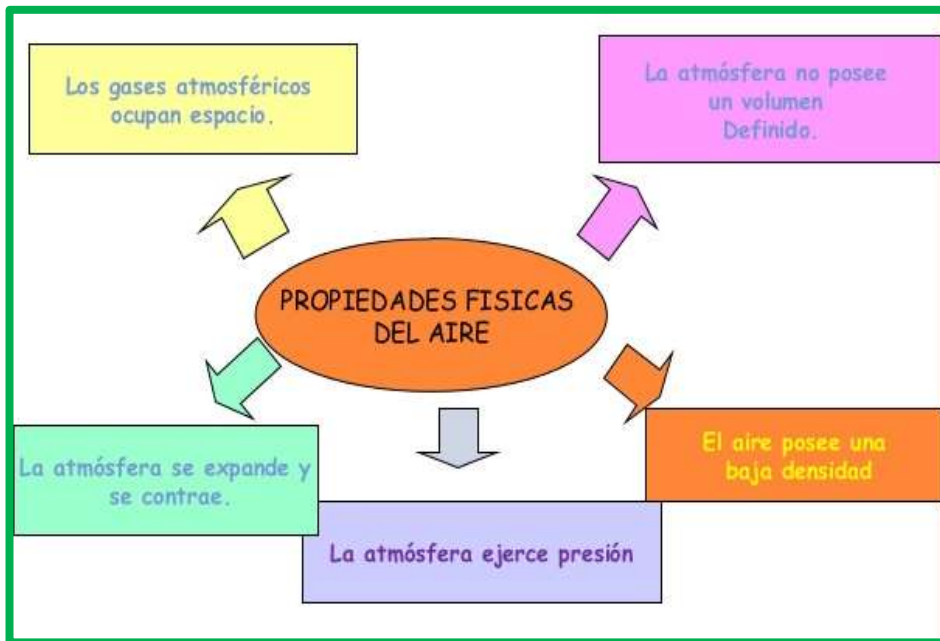 Los gases atmosféricos
ocupan espacio.
La atmósfera no posee
un volumen
Definido.
PROPIEDADES FISICAS
DEL AIRE
La atmósfera se expande y
se contrae.
El aire posee una
baja densidad
La atmósfera ejerce presión